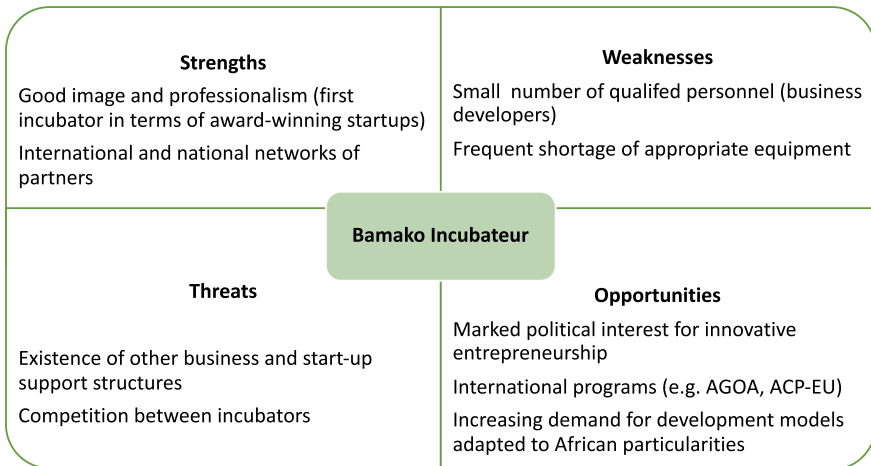 Strengths
Good image and professionalism (first
incubator in terms of award-winning startups)
International and national networks of
partners
Weaknesses
Small number of qualifed personnel (business
developers)
Frequent shortage of appropriate equipment
Bamako Incubateur
Threats
Existence of other business and start-up
support structures
Competition between incubators
Opportunities
Marked political interest for innovative
entrepreneurship
International programs (e.g. AGOA, ACP-EU)
Increasing demand for development models
adapted to African particularities